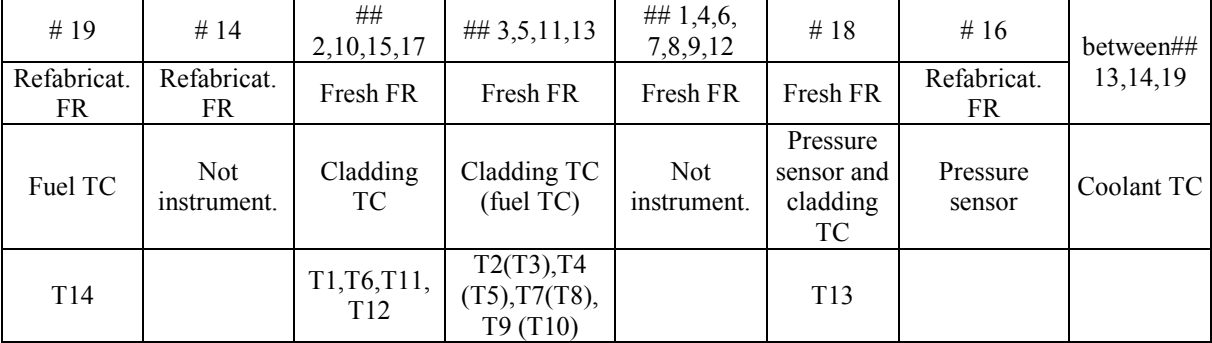 # 19
# 14
##
2,10,15,17
## 3,5,11,13
## 1,4,6,
7,8,9,12
# 18
# 16
between##
13,14,19
Refabricat.
FR
Refabricat.
FR
Fresh FR
Fresh FR
Fresh FR
Fresh FR
Refabricat.
FR
Fuel TC
Not
instrument.
Cladding
TC
Cladding TC
(fuel TC)
Not
instrument.
Pressure
sensor and
cladding
TC
Pressure
sensor
Coolant TC
T14
T1,T6,T11,
T12
T2(T3),T4
(T5),T7(T8),
T9 (T10)
T13